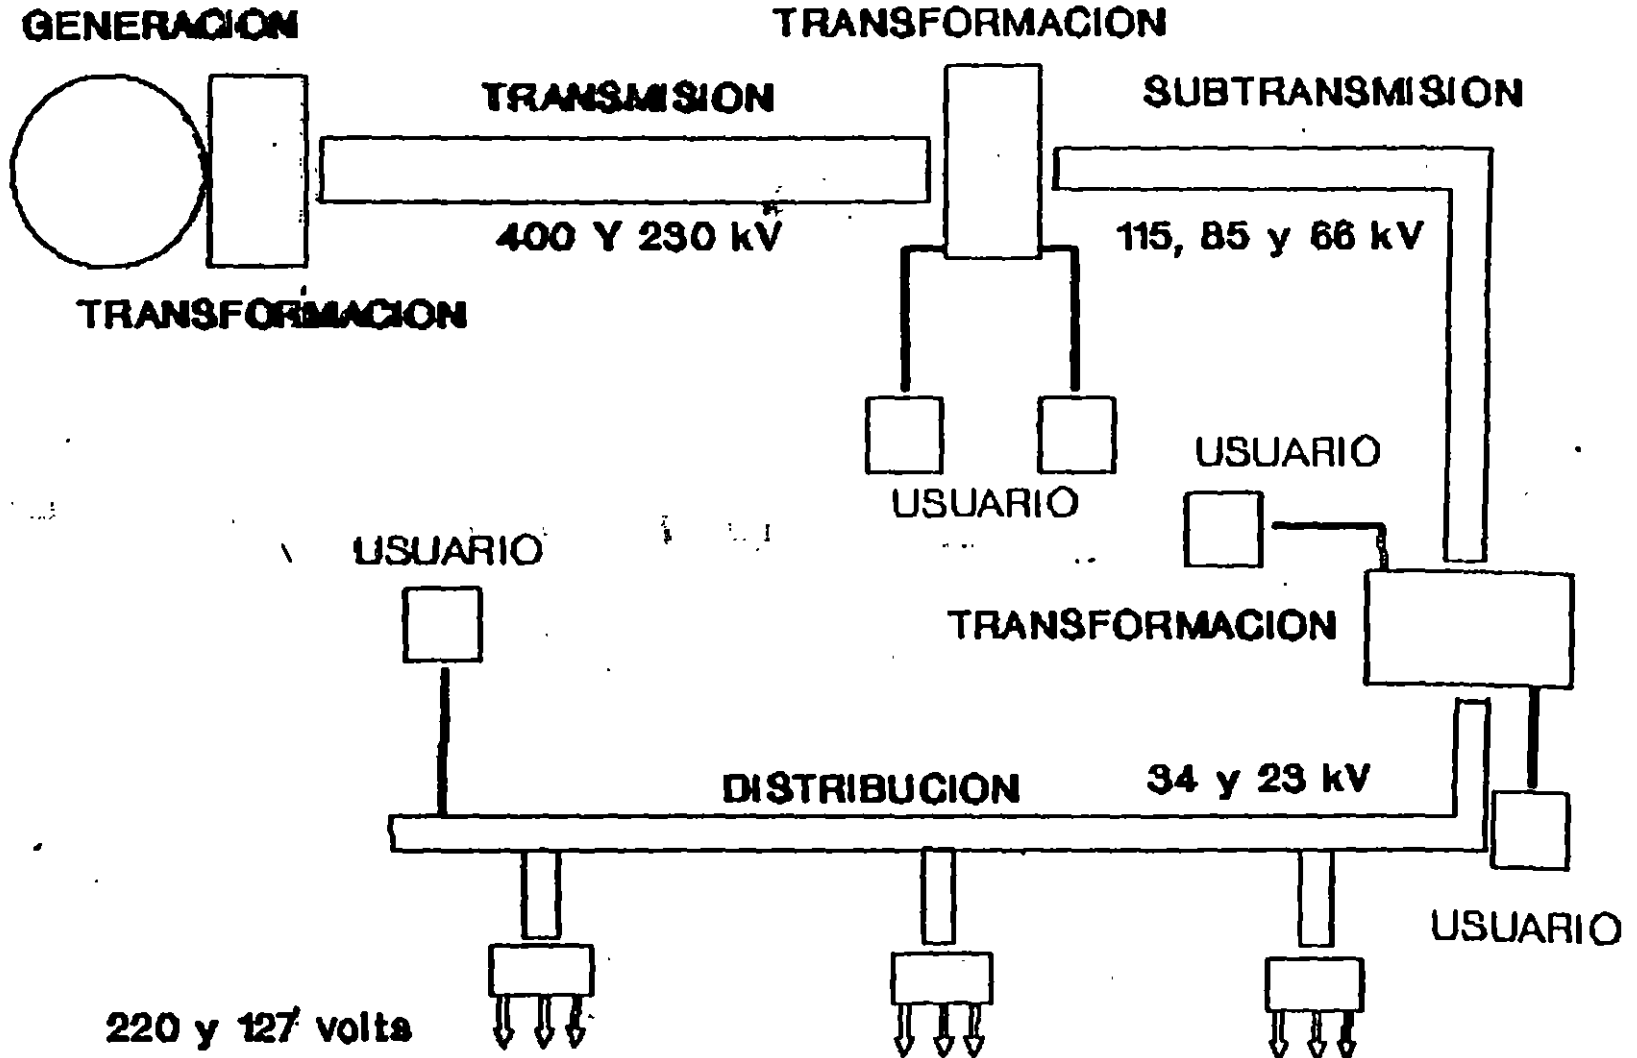 GENERACION
TRANSFORMACION
TRANSMISION
SUBTRANSMISION
400 Y 230 kV
115, 85 y 66 kV
TRANSFORMACION
USUARIO
USUARIO
USUARIO
TRANSFORMACION
DISTRIBUCION
34 y 23 kV
USUARIO
220 y 127 volts